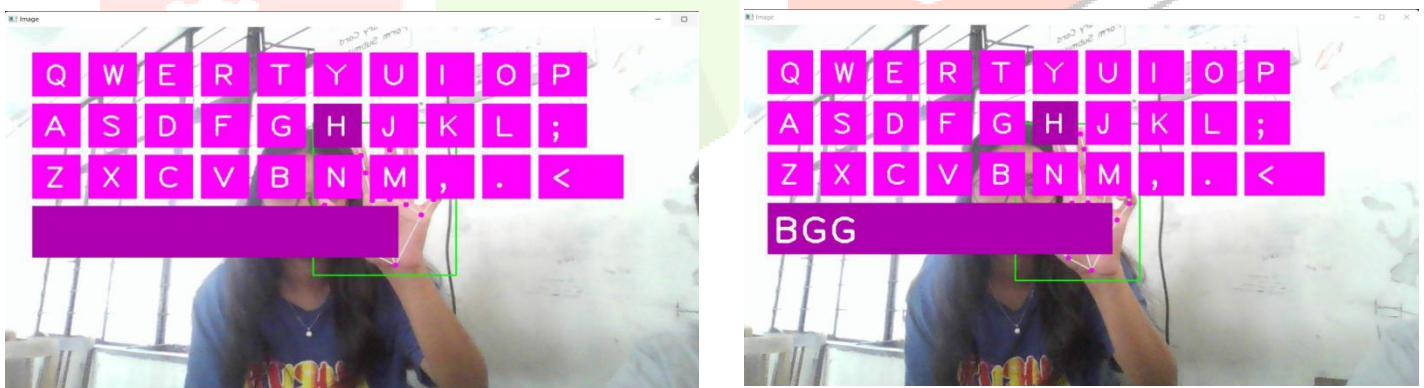 Image
Q W E R T Y U I O P
A S D F G H J K L ;
Z X C V B N M , . <
Image
Q W E R T Y U I O P
A S D F G H J K L ;
Z X C V B N M , . <
BGG